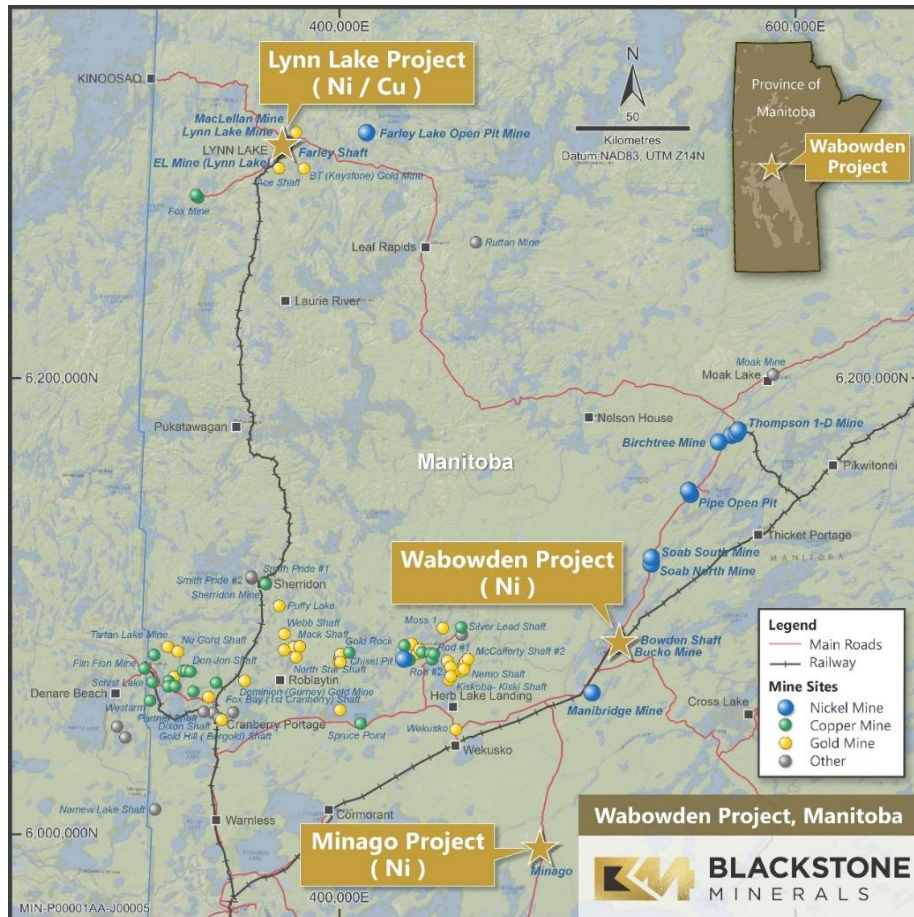 400,000E
600,000E
Lynn Lake Project
( Ni / Cu )
KINOOSAO
N
50
Kilometres
Datum:NAD83, UTM Z14N
Province of
Manitoba
Wabowden
Project
MacLellan Mine
Lynn Lake Mine
Farley Lake Open Pit Mine
LYNN LAKE
Farley Shaft
EL Mine (Lynn Lake)
Ace Shaft
BT (Keystone) Gold Mine
Fox Mine
Leaf Rapids
Ruttan Mine
Laurie River
6,200,000N
6,200,000N
Moak Mine
Moak Lake
Nelson House
Pukatawagan
Thompson 1-D Mine
Birchtree Mine
Manitoba
Pikwitonei
Pipe Open Pit
Thicket Portage
MANITOBA
Wabowden Project
( Ni )
Soab South Mine
Soab North Mine
Smith Pride #1
Smith Pride #2
Sherridon
Sherridon Mine
Puffy Lake
Webb Shaft
Mack Shaft
Moss 1
Silver Lead Shaft
Tartan Lake Mine
Nu Gord Shaft
Gold Rock
Rod #1
McCafferty Shaft #2
Bowden Shaft
Bucko Mine
Flin Flon Mine
Don Jon Shaft
Chisel Pit
North Star Shaft
Rod #2
Nemo Shaft
Schist Lake
Roblaytin
Kiskoba- Kiski Shaft
Denare Beach
Dominion (Gurney) Gold Mine
Herb Lake Landing
Manibridge Mine
Westarm
Fox Bay (1st Cranberry) Shaft
Cross Lake
Partner Shaft
Dixon Shaft
Cranberry Portage
Gold Hill ( Bergold) Shaft
Spruce Point
Wekusko
Wekusko
Legend
Main Roads
Railway
Mine Sites
Nickel Mine
Copper Mine
Gold Mine
Other
Namew Lake Shaft
Warnless
Cormorant
6,000,000N
Minago Project
( Ni )
Minago
Wabowden Project, Manitoba
BLACKSTONE
MINERALS
MIN-P00001AA-J00005
400,000E